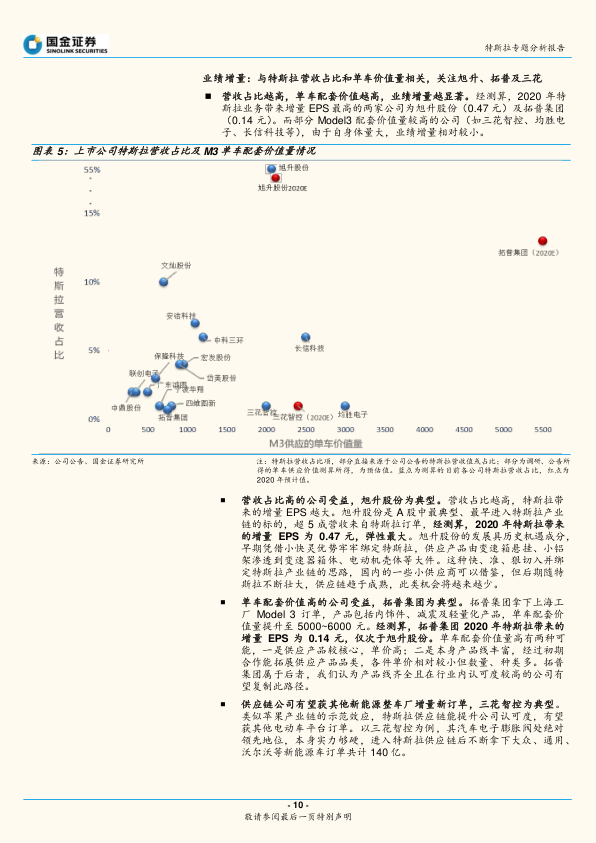 国金证券
SINOLINK SECURITIES
特斯拉专题分析报告
业绩增量：与特斯拉营收占比和单车价值量相关，关注旭升、拓普及三花
■ 营收占比越高，单车配套价值越高，业绩增量越显著。经测算，2020 年特
斯拉业务带来增量 EPS 最高的两家公司为旭升股份（0.47 元）及拓普集团
（0.14 元）。而部分 Model3 配套价值量较高的公司（如三花智控、均胜电
子、长信科技等），由于自身体量大，业绩增量相对较小。
图表 5：上市公司特斯拉营收占比及 M3 单车配套价值量情况
55%
旭升股份
旭升股份2020E
15%
拓普集团（2020E）
特斯拉营收占比
文灿股份
10%
安洁科技
中科三环
5%
长信科技
保隆科技
宏发股份
岱美股份
联创电子
广东鸿图
宁波华翔
中鼎股份
四维图新
拓普集团
三花智控
三花智控（2020E）
均胜电子
0%
0 500 1000 1500 2000 2500 3000 3500 4000 4500 5000 5500
M3供应的单车价值量
来源：公司公告、国金证券研究所
注：特斯拉营收占比项，部分直接来源于公司公告的特斯拉营收值或占比；部分为调研、公告所
得的单车供应价值测算所得，为预估值。蓝点为测算的目前各公司特斯拉营收占比，红点为
2020 年预计值。
■ 营收占比高的公司受益，旭升股份为典型。营收占比越高，特斯拉带
来的增量 EPS 越大。旭升股份是 A 股中最典型、最早进入特斯拉产业
链的标的，超 5 成营收来自特斯拉订单，经测算，2020 年特斯拉带来
的增量 EPS 为 0.47 元，弹性最大。旭升股份的发展具历史机遇成分，
早期凭借小快灵优势牢牢绑定特斯拉，供应产品由变速箱悬挂、小铝
架渗透到变速器箱体、电动机壳体等大件。这种快、准、狠切入并绑
定特斯拉产业链的思路，国内的一些小供应商可以借鉴，但后期随特
斯拉不断壮大，供应链趋于成熟，此类机会将越来越少。
■ 单车配套价值高的公司受益，拓普集团为典型。拓普集团拿下上海工
厂 Model 3 订单，产品包括内饰件、减震及轻量化产品，单车配套价
值量提升至 5000~6000 元。经测算，拓普集团 2020 年特斯拉带来的
增量 EPS 为 0.14 元，仅次于旭升股份。单车配套价值量高有两种可
能，一是供应产品较核心，单价高；二是本身产品线丰富，经过初期
合作能拓展供应产品品类，各件单价相对较小但数量、种类多。拓普
集团属于后者，我们认为产品线齐全且在行业内认可度较高的公司有
望复制此路径。
■ 供应链公司有望获其他新能源整车厂增量新订单，三花智控为典型。
类似苹果产业链的示范效应，特斯拉供应链能提升公司认可度，有望
获其他电动车平台订单。以三花智控为例，其汽车电子膨胀阀处绝对
领先地位，本身实力够硬，进入特斯拉供应链后不断拿下大众、通用、
沃尔沃等新能源车订单共计 140 亿。
- 10 -
敬请参阅最后一页特别声明